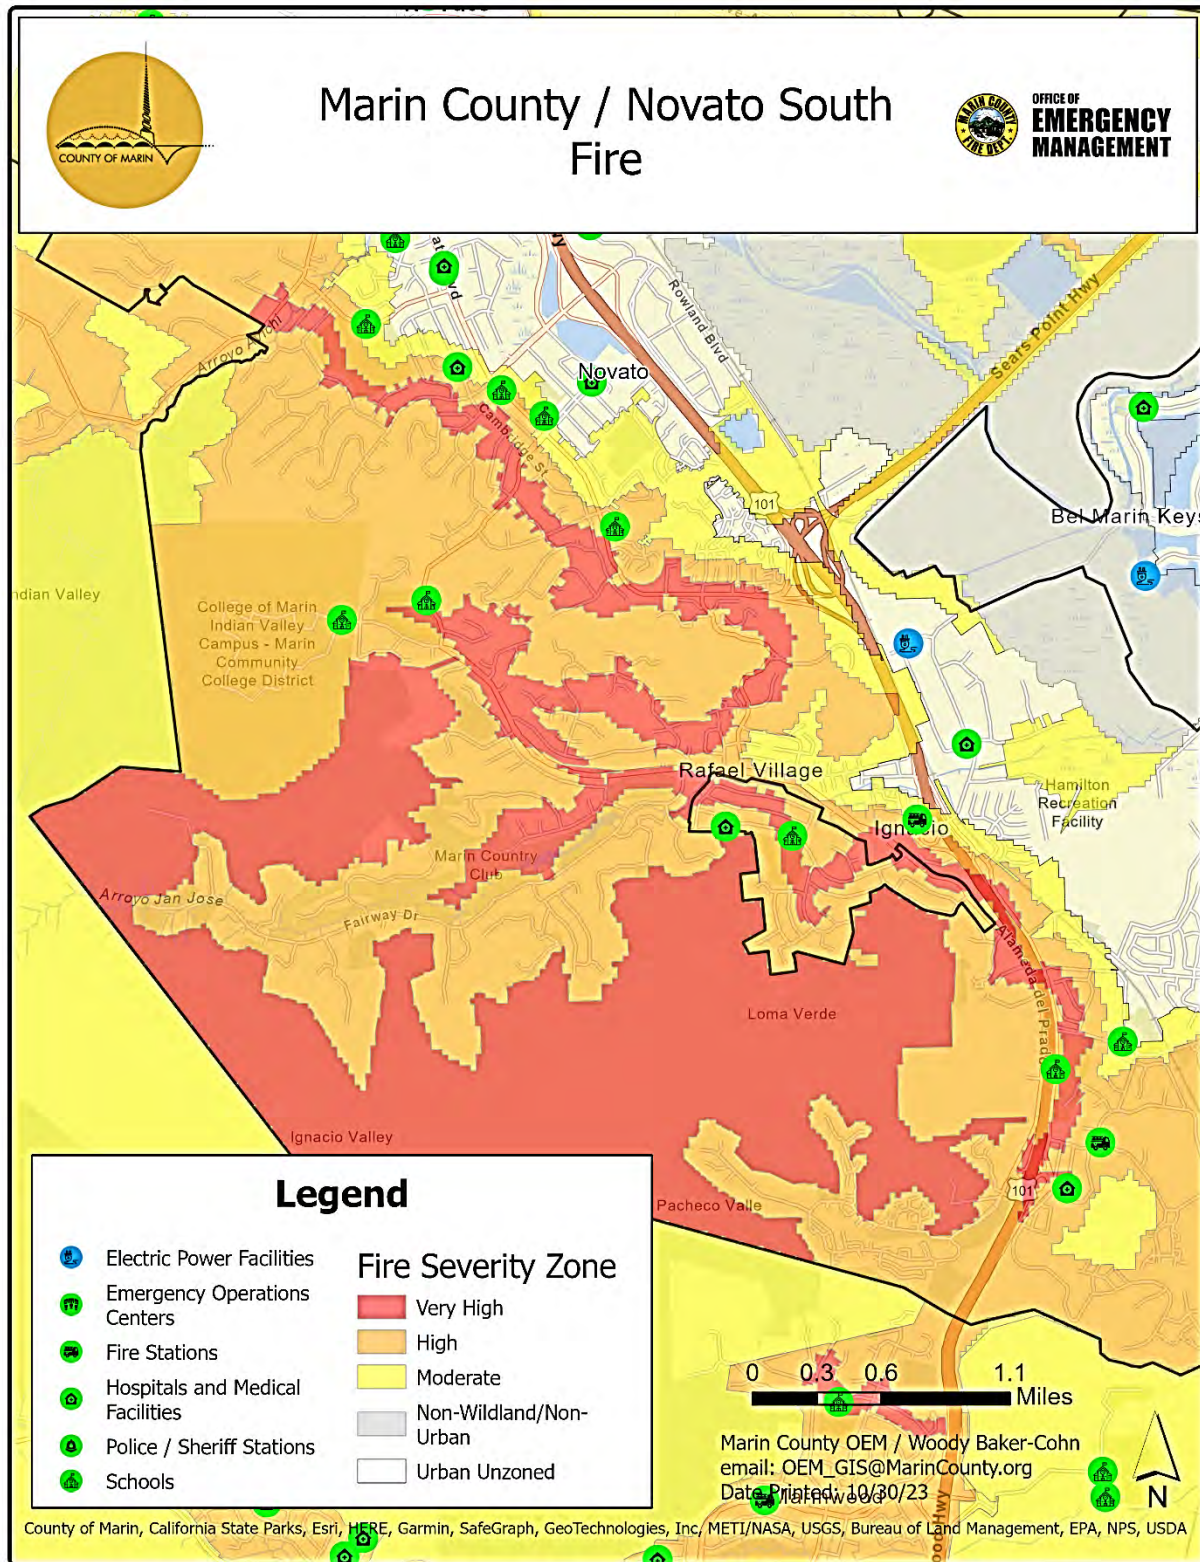 Marin County / Novato South
Fire
COUNTY OF MARIN
MARIN COUNTY
FIRE DEPT.
OFFICE OF
EMERGENCY
MANAGEMENT
Rowland Blvd
Sears Point Hwy
Arroyo Avichi
Novato
Cambridge St
101
Bel Marin Keys
Indian Valley
College of Marin
Indian Valley
Campus - Marin
Community
College District
Rafael Village
Hamilton
Recreation
Facility
Ignacio
Marin Country
Club
Arroyo San Jose
Fairway Dr
Alameda del Prado
Loma Verde
Ignacio Valley
Pacheco Valle
101
Legend
Electric Power Facilities
Emergency Operations
Centers
Fire Stations
Hospitals and Medical
Facilities
Police / Sheriff Stations
Schools
Fire Severity Zone
Very High
High
Moderate
Non-Wildland/Non-
Urban
Urban Unzoned
0 0.3 0.6 1.1
Miles
Marin County OEM / Woody Baker-Cohn
email: OEM_GIS@MarinCounty.org
Date Printed: 10/30/23
N
County of Marin, California State Parks, Esri, HERE, Garmin, SafeGraph, GeoTechnologies, Inc, METI/NASA, USGS, Bureau of Land Management, EPA, NPS, USDA